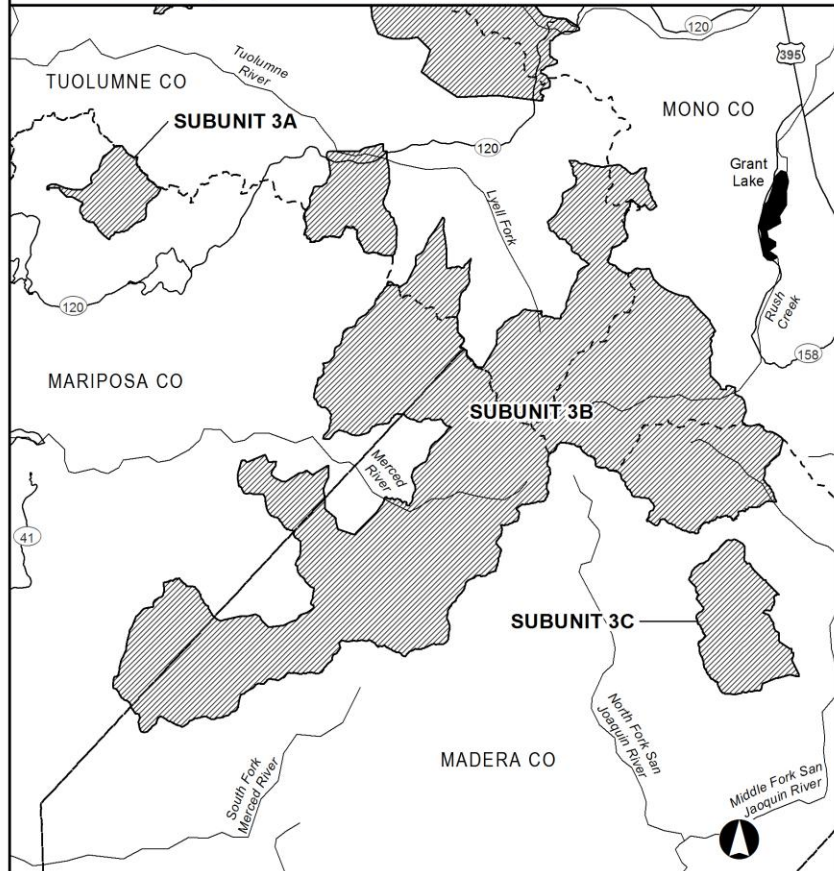 120
395
Tuolumne
River
TUOLUMNE CO
MONO CO
SUBUNIT 3A
120
Grant
Lake
Lyell Fork
120
Rush
Creek
158
MARIPOSA CO
SUBUNIT 3B
Merced
River
41
SUBUNIT 3C
North Fork San
Joaquin River
MADERA CO
South Fork
Merced River
Middle Fork San
Jaoquin River